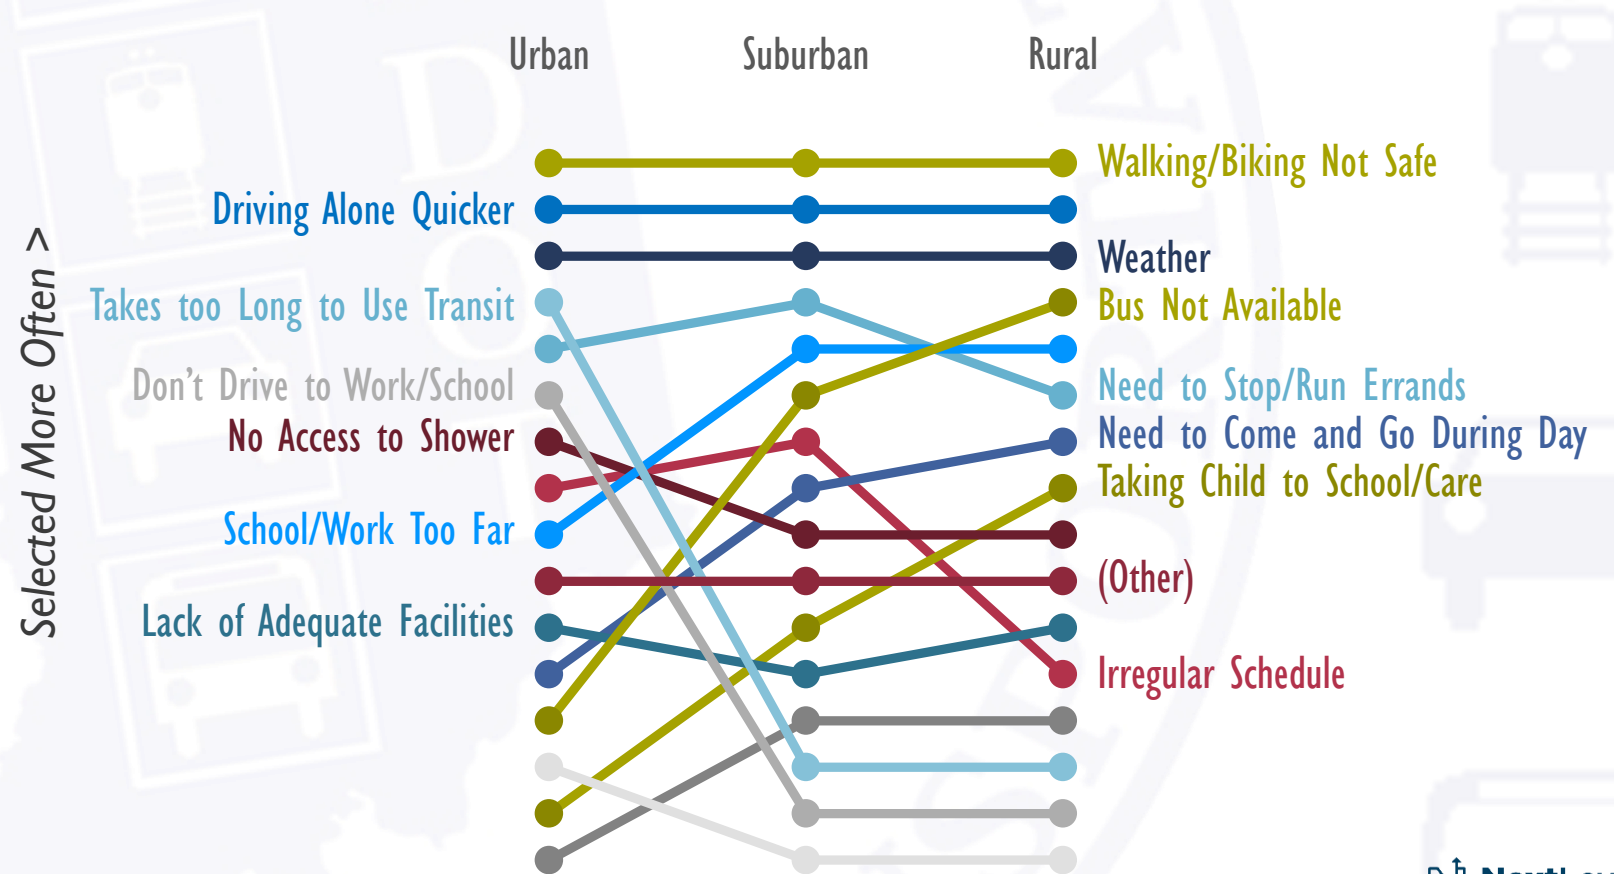 Urban Suburban Rural
Walking/Biking Not Safe
Driving Alone Quicker
Weather
Takes too Long to Use Transit
Bus Not Available
Don't Drive to Work/School
Need to Stop/Run Errands
No Access to Shower
Need to Come and Go During Day
Taking Child to School/Care
School/Work Too Far
(Other)
Lack of Adequate Facilities
Irregular Schedule
Selected More Often >